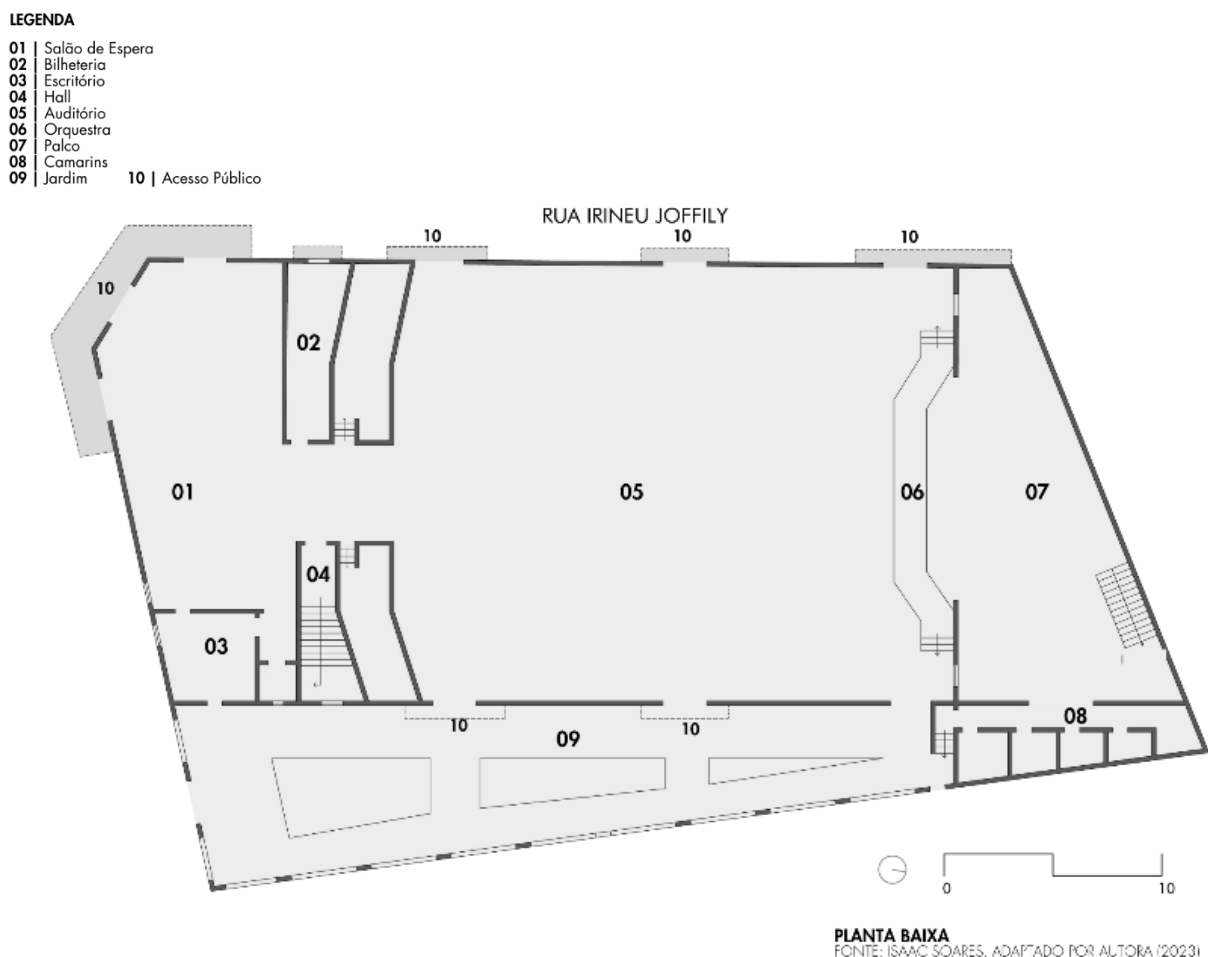 LEGENDA
01 | Salão de Espera
02 | Bilheteria
03 | Escritório
04 | Hall
05 | Auditório
06 | Orquestra
07 | Palco
08 | Camarins
09 | Jardim 10 | Acesso Público
RUA IRINEU JOFFILY
10 10 10
10
02
01 05 06 07
04
03
10 10
09 08
0 10
PLANTA BAIXA
FONTE: ISAAC SOARES, ADAPTADO POR AUTORA (2023)